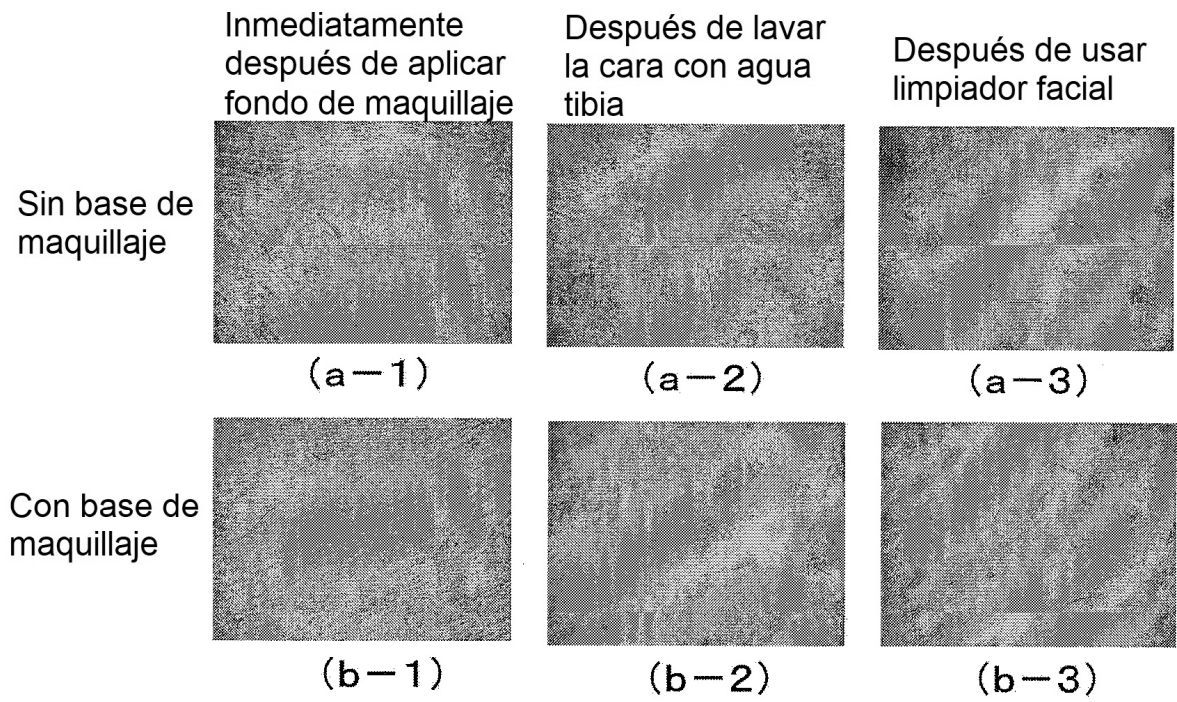 Inmediatamente
después de aplicar
fondo de maquillaje
Después de lavar
la cara con agua
tibia
Después de usar
limpiador facial
Sin base de
maquillaje
(a－1)
(a－2)
(a－3)
Con base de
maquillaje
(b－1)
(b－2)
(b－3)